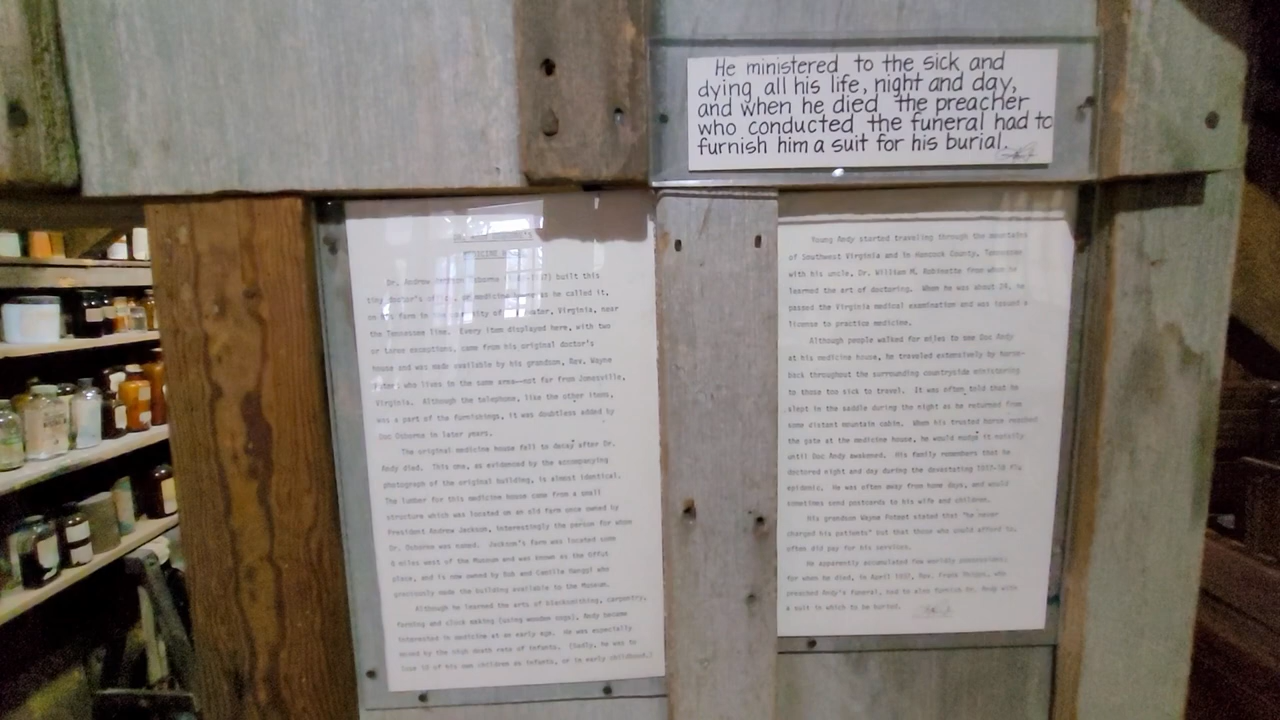 He ministered to the sick and
dying all his life, night and day,
and when he died the preacher
who conducted the funeral had to
furnish him a suit for his burial.
Dr. Andrew Jackson Osborne built this
tiny doctor's office, or medicine house as he called it,
on his farm in the community of water, Virginia, near
the Tennessee line. Every item displayed here, with two
or three exceptions, came from his original doctor's
house and was made available by his grandson, Rev. Wayne
who lives in the same area—not far from Jonesville,
Virginia. Although the telephone, like the other items,
was a part of the furnishings, it was doubtless added by
Doc Osborne in later years.
The original medicine house fell to decay after Dr.
Andy died. This one, as evidenced by the accompanying
photograph of the original building, is almost identical.
The lumber for this medicine house came from a small
structure which was located on an old farm once owned by
President Andrew Jackson, interestingly the person for whom
Dr. Osborne was named. Jackson's farm was located some
6 miles west of the Museum and was known as the Offut
place, and is now owned by Bob and Camille who
graciously made the building available to the Museum.
Although he learned the arts of blacksmithing, carpentry,
farming and clock making (using wooden cogs), Andy became
interested in medicine at an early age. He was especially
moved by the high death rate of infants. (Sadly, he was to
lose 10 of his own children as infants, or in early childhood.)
Young Andy started traveling through the mountains
of Southwest Virginia and in Hancock County, Tennessee
with his uncle, Dr. William M. Robinette from whom he
learned the art of doctoring. When he was about 24, he
passed the Virginia medical examination and was issued a
license to practice medicine.
Although people walked for miles to see Doc Andy
at his medicine house, he traveled extensively by horse-
back throughout the surrounding countryside ministering
to those too sick to travel. It was often told that he
slept in the saddle during the night as he returned from
some distant mountain cabin. When his trusted horse reached
the gate at the medicine house, he would nudge it noisily
until Doc Andy awakened. His family remembers that he
doctored night and day during the devastating 1917-18 flu
epidemic. He was often away from home days, and would
sometimes send postcards to his wife and children.
His grandson Wayne Poteet stated that "he never
charged his patients" but that those who could afford to,
often did pay for his services.
He apparently accumulated few worldly possessions,
for when he died, in April 1937, Rev. Frank who
preached Andy's funeral, had to also furnish Dr. Andy with
a suit in which to be buried.